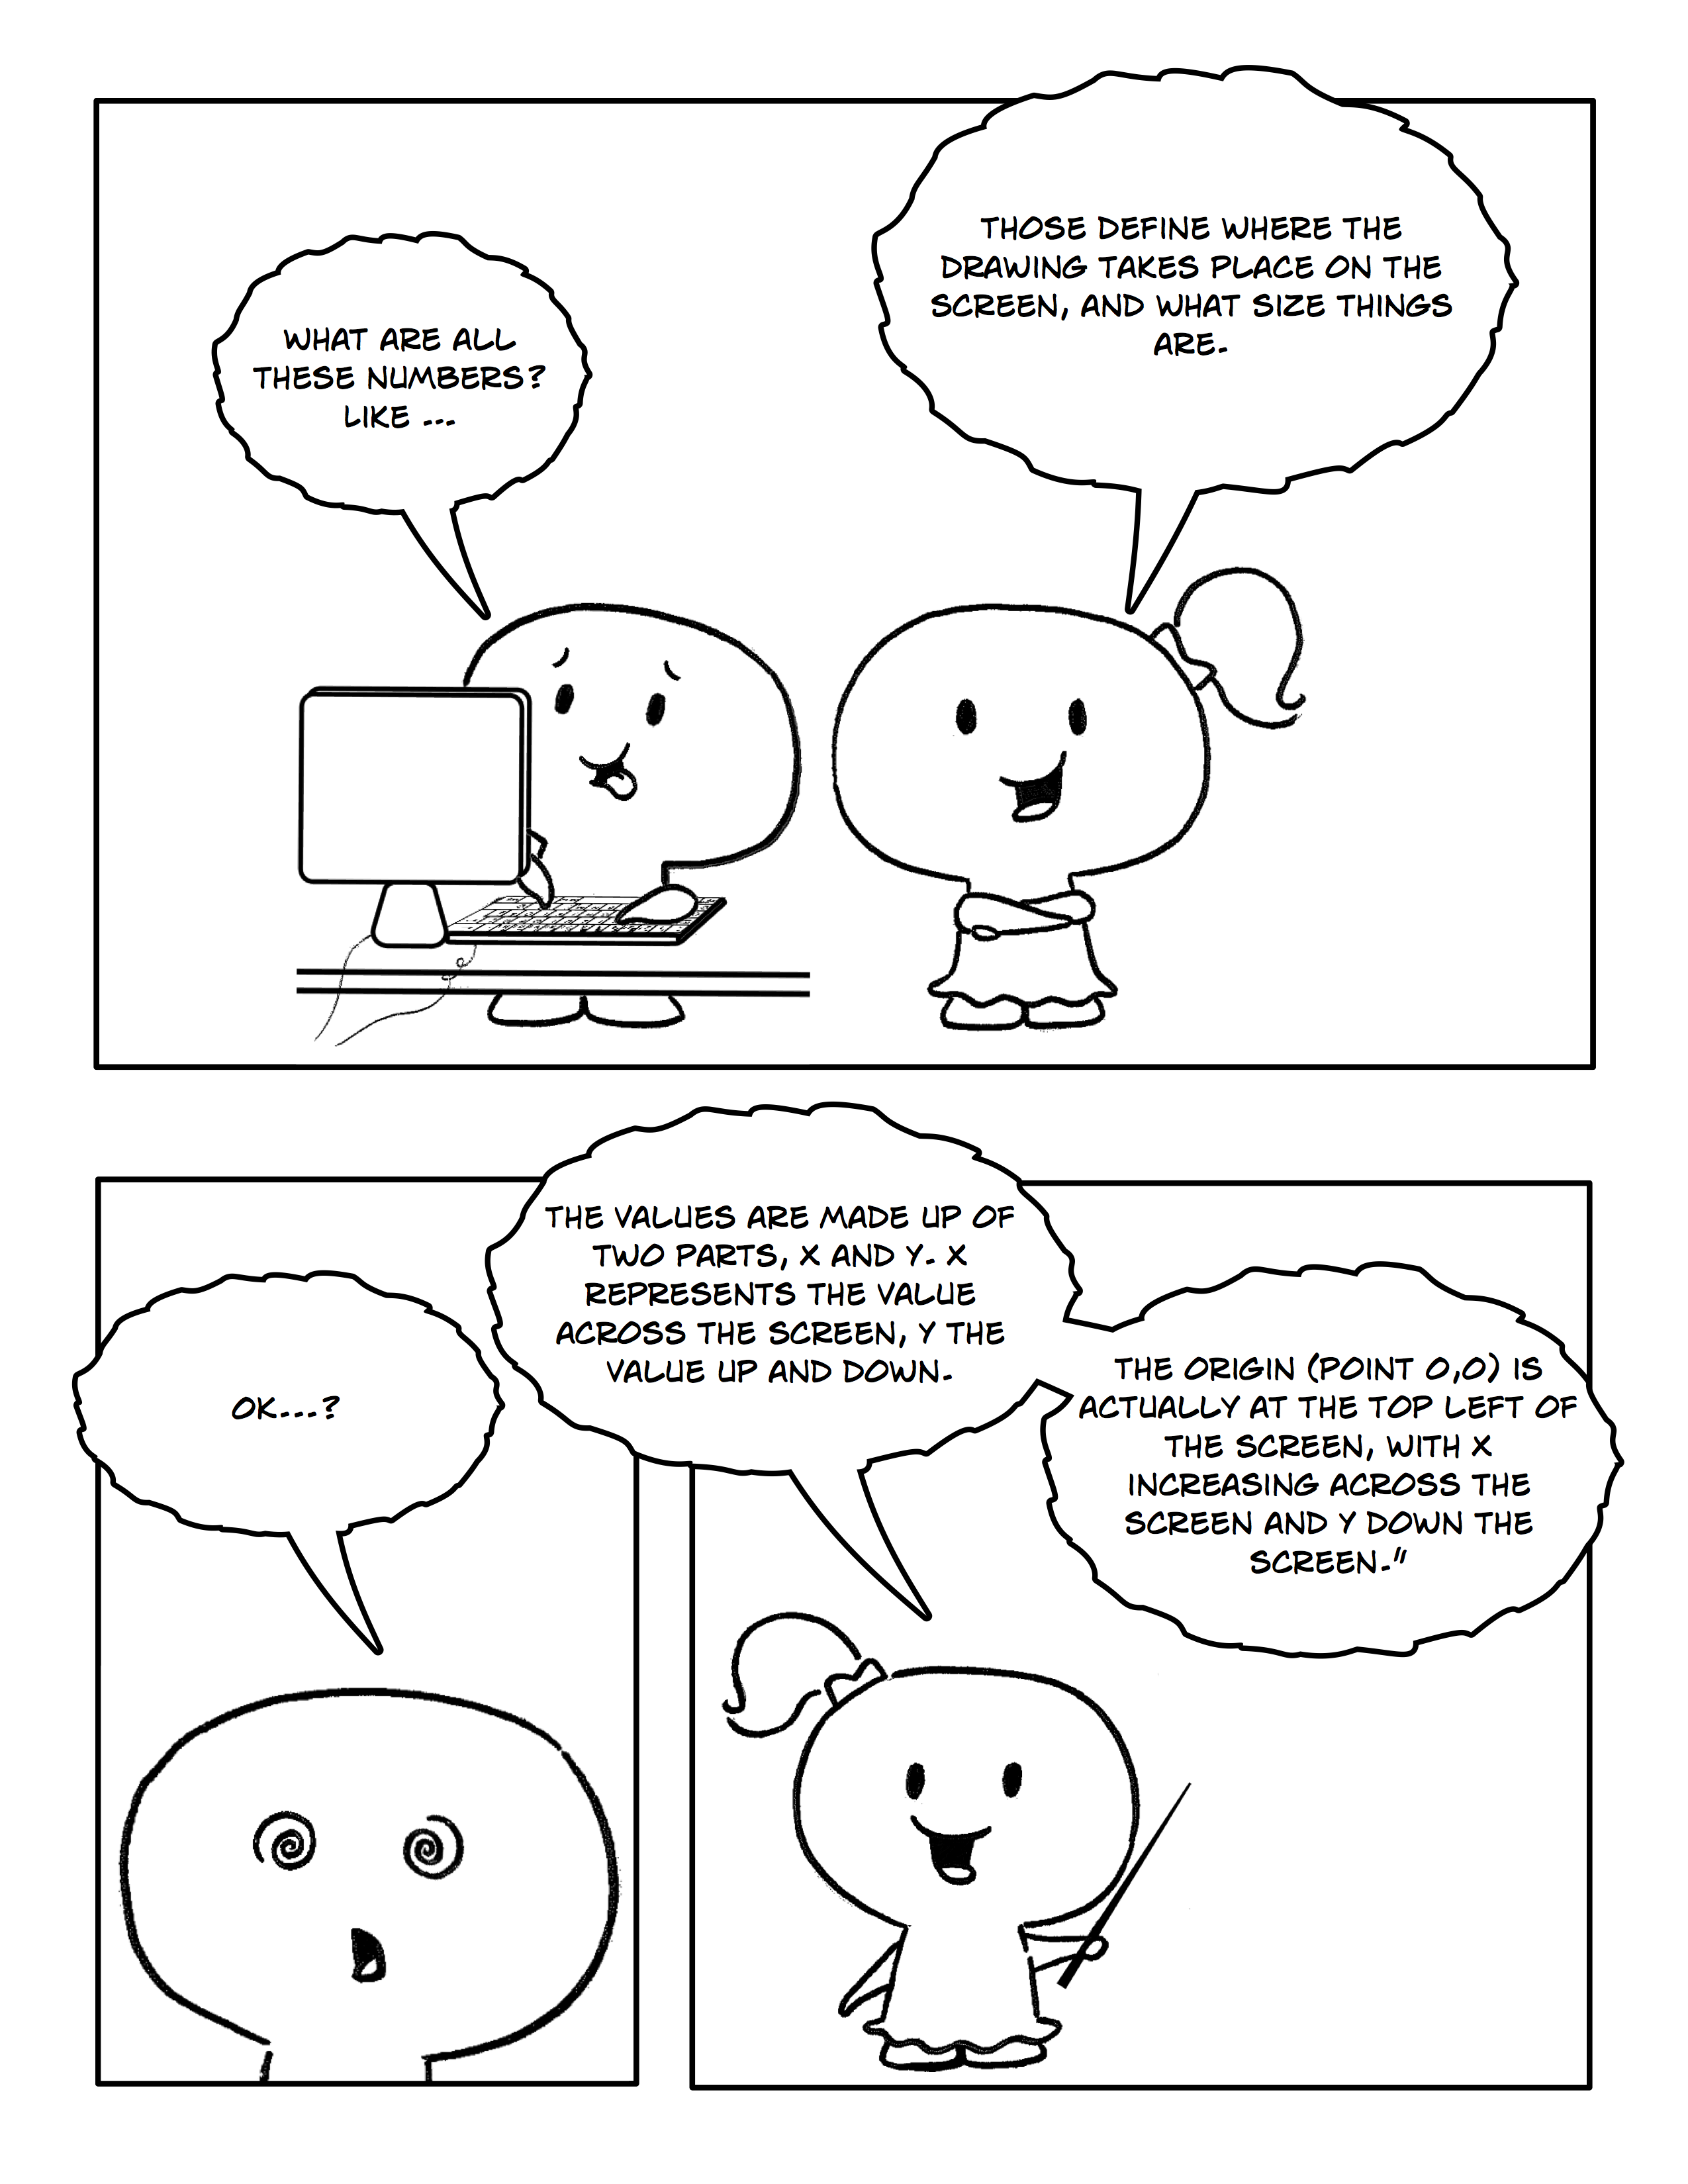 WHAT ARE ALL
THESE NUMBERS?
LIKE ...
THOSE DEFINE WHERE THE
DRAWING TAKES PLACE ON THE
SCREEN, AND WHAT SIZE THINGS
ARE.
OK....?
THE VALUES ARE MADE UP OF
TWO PARTS, X AND Y. X
REPRESENTS THE VALUE
ACROSS THE SCREEN, Y THE
VALUE UP AND DOWN.
THE ORIGIN (POINT 0,0) IS
ACTUALLY AT THE TOP LEFT OF
THE SCREEN, WITH X
INCREASING ACROSS THE
SCREEN AND Y DOWN THE
SCREEN."